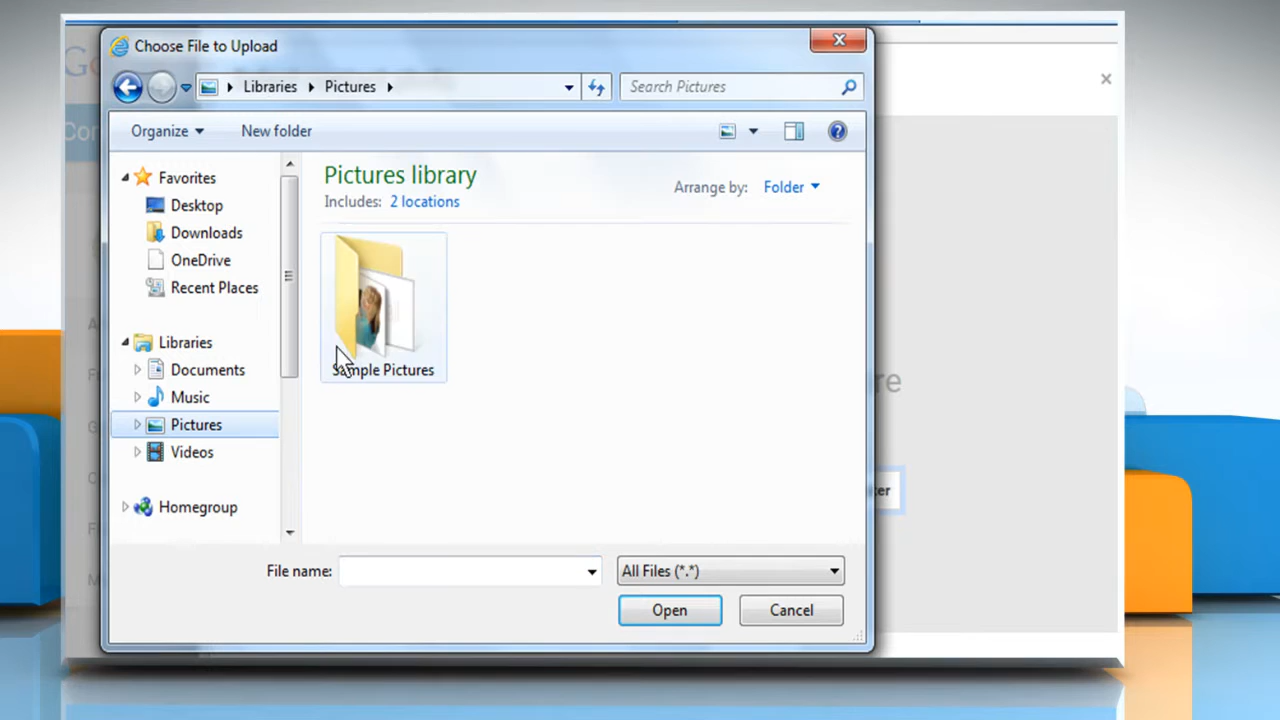 Choose File to Upload
Libraries
Pictures
Search Pictures
Organize
New folder
Pictures library
Includes: 2 locations
Arrange by: Folder
Favorites
Desktop
Downloads
OneDrive
Recent Places
Libraries
Documents
Music
Pictures
Videos
Homegroup
Sample Pictures
File name:
All Files (*.*)
Open
Cancel